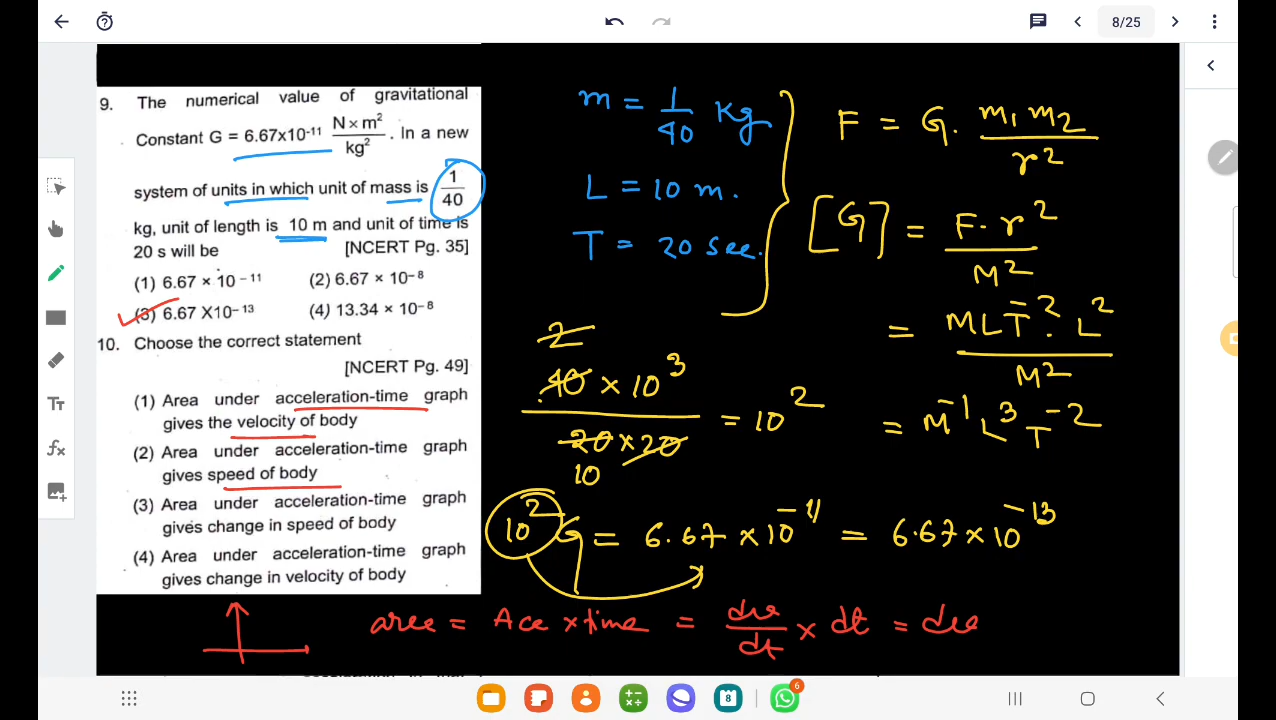 8/25
9. The numerical value of gravitational
Constant G = 6.67x10⁻¹¹ N × m² / kg² . In a new
system of units in which unit of mass is 1/40
kg, unit of length is 10 m and unit of time is
20 s will be [NCERT Pg. 35]
(1) 6.67 × 10⁻¹¹ (2) 6.67 × 10⁻⁸
(3) 6.67 X10⁻¹³ (4) 13.34 × 10⁻⁸
10. Choose the correct statement
[NCERT Pg. 49]
(1) Area under acceleration-time graph
gives the velocity of body
(2) Area under acceleration-time graph
gives speed of body
(3) Area under acceleration-time graph
gives change in speed of body
(4) Area under acceleration-time graph
gives change in velocity of body
m = 1/40 kg
L = 10 m.
T = 20 sec.
F = G. m₁ m₂ / r²
[G] = F. r² / M²
= MLT⁻². L² / M²
= M⁻¹ L³ T⁻²
2
40 × 10³ / 20 × 20 = 10²
10
10² G = 6.67 × 10⁻¹¹ = 6.67 × 10⁻¹³
area = Acc × time = dv/dt × dt = dv
Tt
fx
8
6